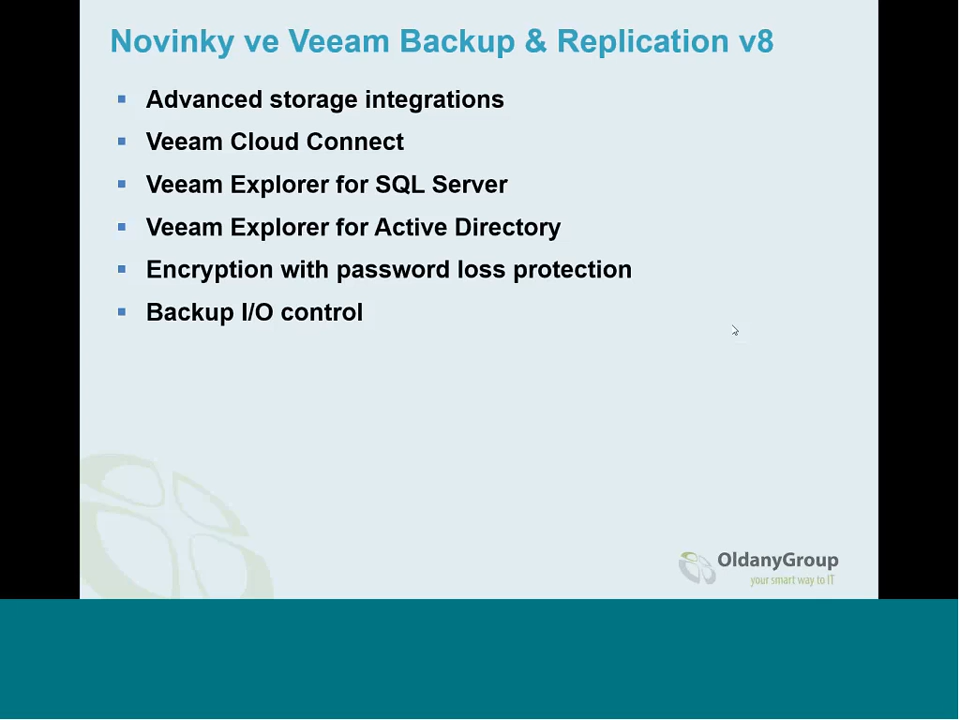 Novinky ve Veeam Backup & Replication v8
Advanced storage integrations
Veeam Cloud Connect
Veeam Explorer for SQL Server
Veeam Explorer for Active Directory
Encryption with password loss protection
Backup I/O control
OldanyGroup
your smart way to IT